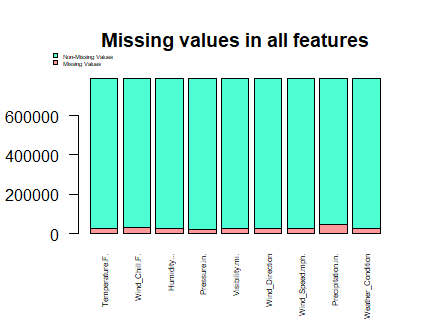 Missing values in all features
Non-Missing Values
Missing Values
600000
400000
200000
0
Temperature.F.
Wind_Chill.F.
Humidity...
Pressure.in.
Visibility.mi.
Wind_Direction
Wind_Speed.mph.
Precipitation.in.
Weather_Condition